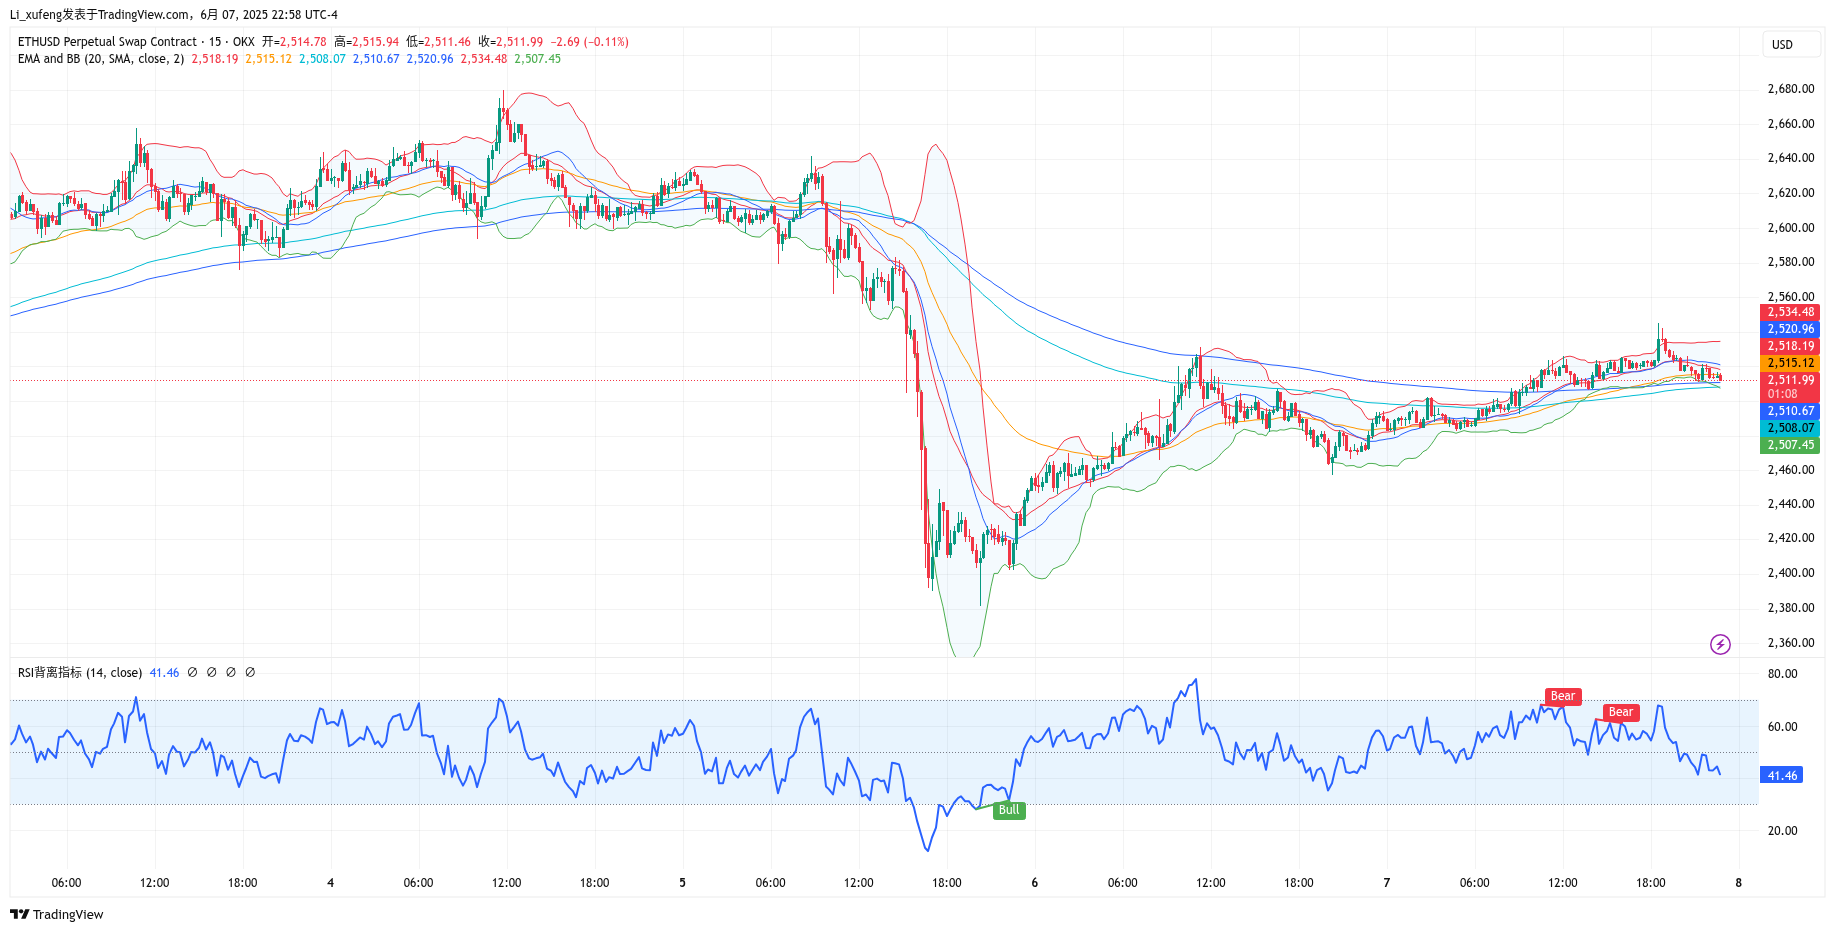 Li_xufeng发表于TradingView.com，6月 07, 2025 22:58 UTC-4
ETHUSD Perpetual Swap Contract · 15 · OKX 开=2,514.78 高=2,515.94 低=2,511.46 收=2,511.99 −2.69 (−0.11%)
USD
EMA and BB (20, SMA, close, 2) 2,518.19 2,515.12 2,508.07 2,510.67 2,520.96 2,534.48 2,507.45
2,680.00
2,660.00
2,640.00
2,620.00
2,600.00
2,580.00
2,560.00
2,534.48
2,520.96
2,518.19
2,515.12
2,511.99
01:08
2,510.67
2,508.07
2,507.45
2,460.00
2,440.00
2,420.00
2,400.00
2,380.00
2,360.00
RSI背离指标 (14, close) 41.46 ∅ ∅ ∅ ∅
80.00
Bear
Bear
60.00
41.46
Bull
20.00
06:00 12:00 18:00 4 06:00 12:00 18:00 5 06:00 12:00 18:00 6 06:00 12:00 18:00 7 06:00 12:00 18:00 8
TradingView